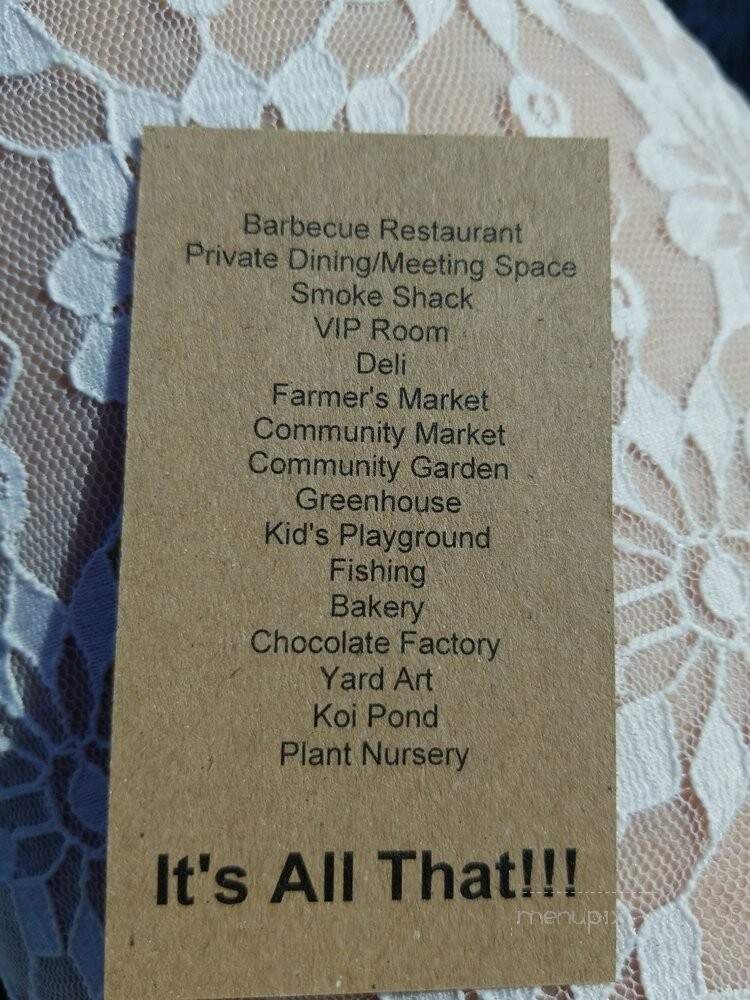 Barbecue Restaurant
Private Dining/Meeting Space
Smoke Shack
VIP Room
Deli
Farmer's Market
Community Market
Community Garden
Greenhouse
Kid's Playground
Fishing
Bakery
Chocolate Factory
Yard Art
Koi Pond
Plant Nursery
It's All That!!!
menupix